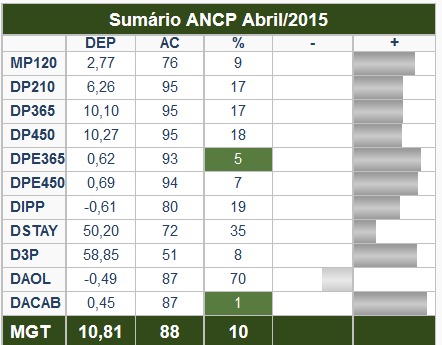 Sumário ANCP Abril/2015
DEP AC % - +
MP120 2,77 76 9
DP210 6,26 95 17
DP365 10,10 95 17
DP450 10,27 95 18
DPE365 0,62 93 5
DPE450 0,69 94 7
DIPP -0,61 80 19
DSTAY 50,20 72 35
D3P 58,85 51 8
DAOL -0,49 87 70
DACAB 0,45 87 1
MGT 10,81 88 10